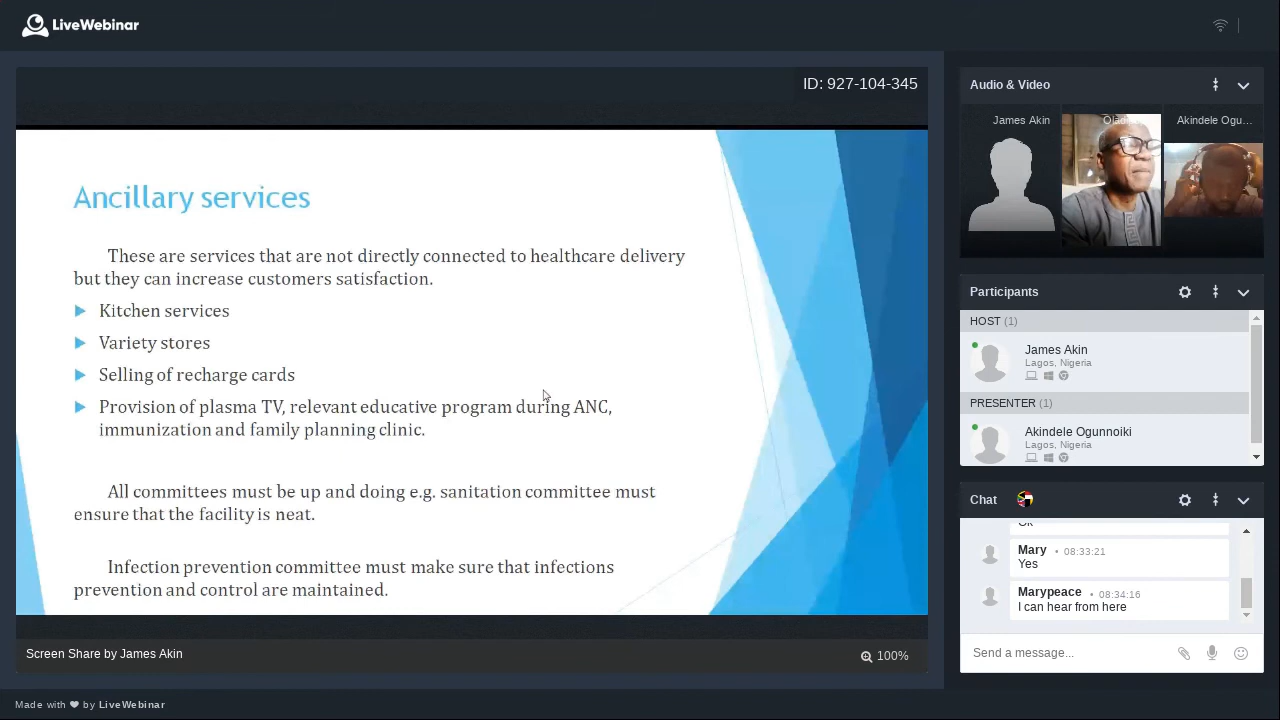 LiveWebinar
ID: 927-104-345
Ancillary services
These are services that are not directly connected to healthcare delivery
but they can increase customers satisfaction.
Kitchen services
Variety stores
Selling of recharge cards
Provision of plasma TV, relevant educative program during ANC,
immunization and family planning clinic.
All committees must be up and doing e.g. sanitation committee must
ensure that the facility is neat.
Infection prevention committee must make sure that infections
prevention and control are maintained.
Screen Share by James Akin
100%
Audio & Video
James Akin
Akindele Ogu...
Participants
HOST (1)
James Akin
Lagos, Nigeria
PRESENTER (1)
Akindele Ogunnoiki
Lagos, Nigeria
Chat
Mary • 08:33:21
Yes
Marypeace • 08:34:16
I can hear from here
Send a message...
Made with ❤ by LiveWebinar